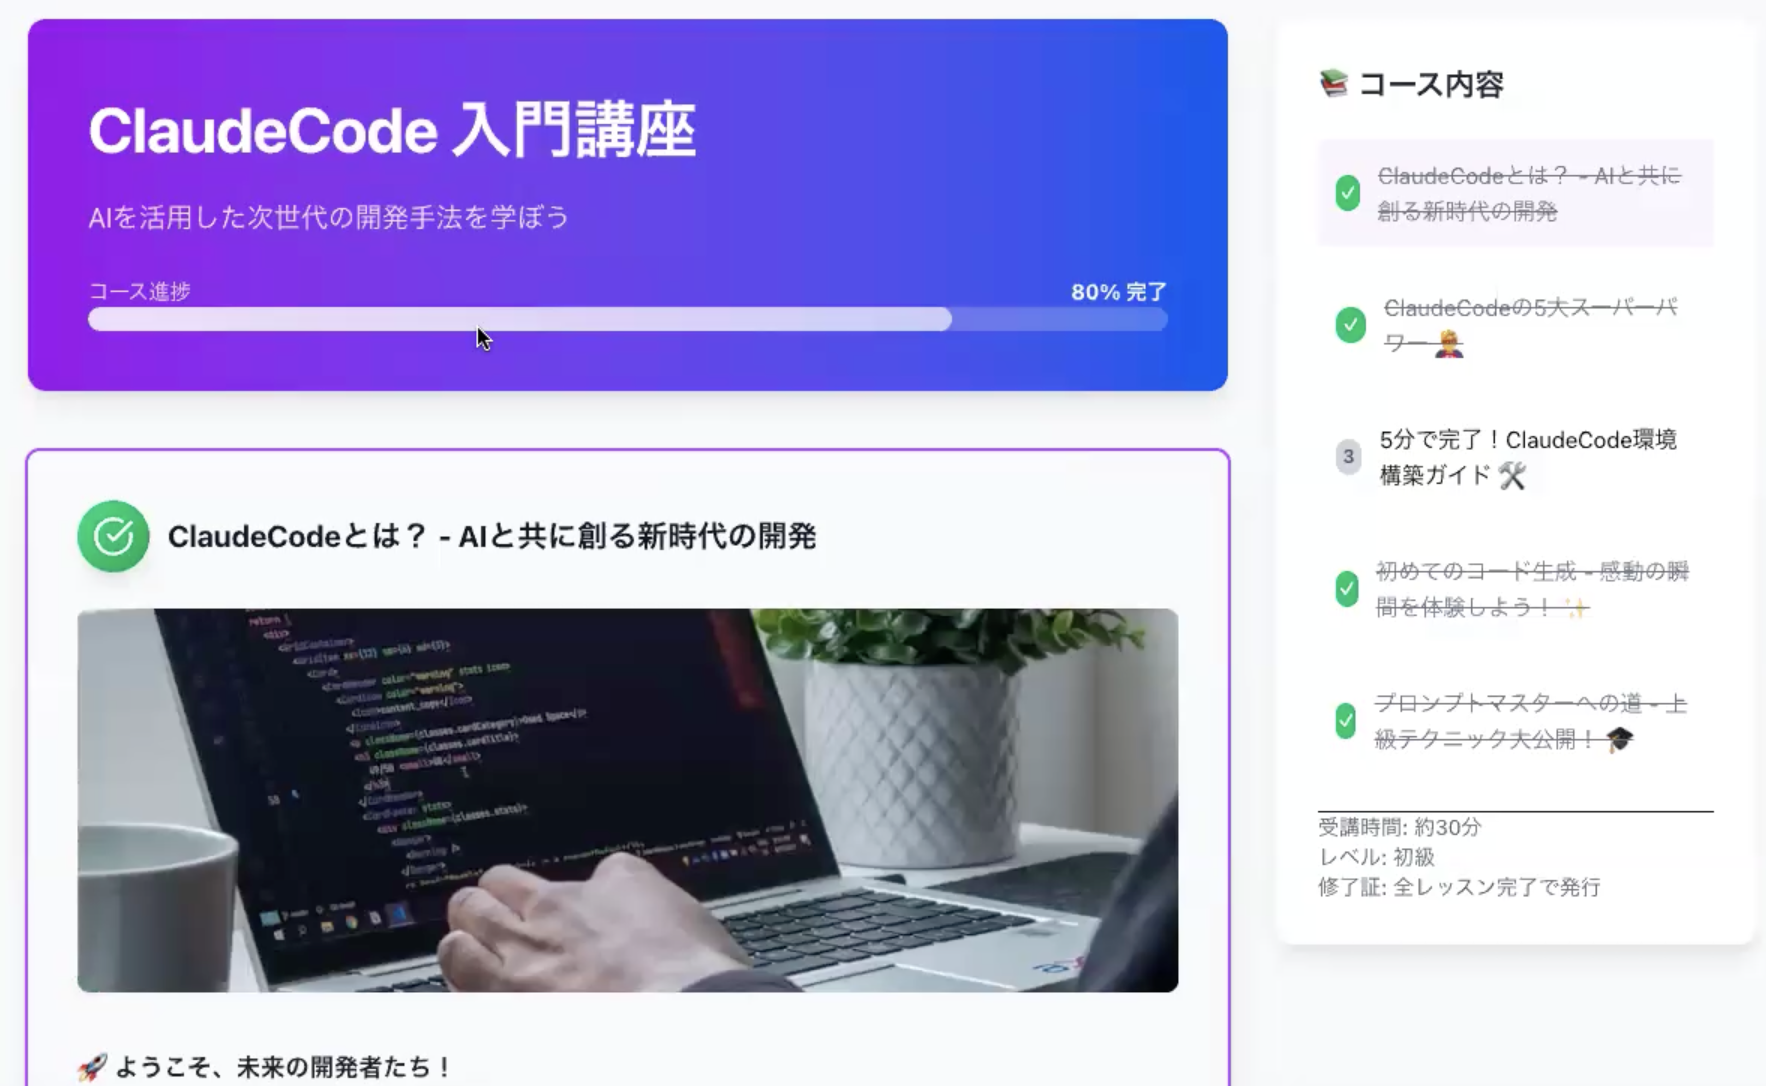 ClaudeCode 入門講座
AIを活用した次世代の開発手法を学ぼう
コース進捗
80% 完了
ClaudeCodeとは？ - AIと共に創る新時代の開発
🚀 ようこそ、未来の開発者たち！
📚 コース内容
ClaudeCodeとは？ - AIと共に
創る新時代の開発
ClaudeCodeの5大スーパーパ
ワー 🦸
3
5分で完了！ClaudeCode環境
構築ガイド 🛠️
初めてのコード生成 - 感動の瞬
間を体験しよう！ ✨
プロンプトマスターへの道 - 上
級テクニック大公開！ 🎓
受講時間: 約30分
レベル: 初級
修了証: 全レッスン完了で発行